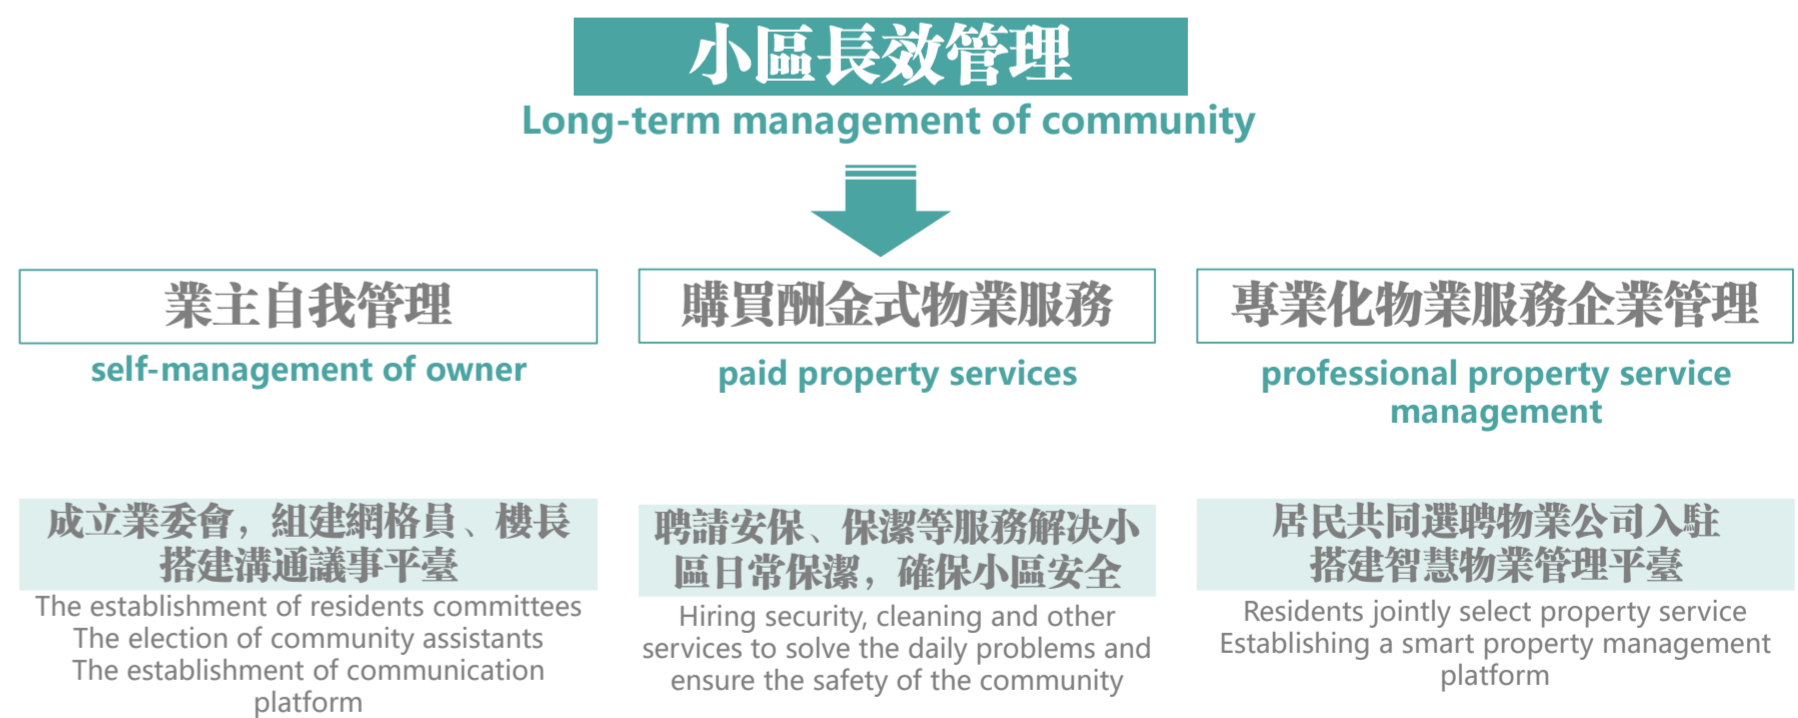 小區長效管理
Long-term management of community
業主自我管理
self-management of owner
成立業委會，組建網格員、樓長
搭建溝通議事平臺
The establishment of residents committees
The election of community assistants
The establishment of communication
platform
購買酬金式物業服務
paid property services
聘請安保、保潔等服務解决小
區日常保潔，確保小區安全
Hiring security, cleaning and other
services to solve the daily problems and
ensure the safety of the community
專業化物業服務企業管理
professional property service
management
居民共同選聘物業公司入駐
搭建智慧物業管理平臺
Residents jointly select property service
Establishing a smart property management
platform